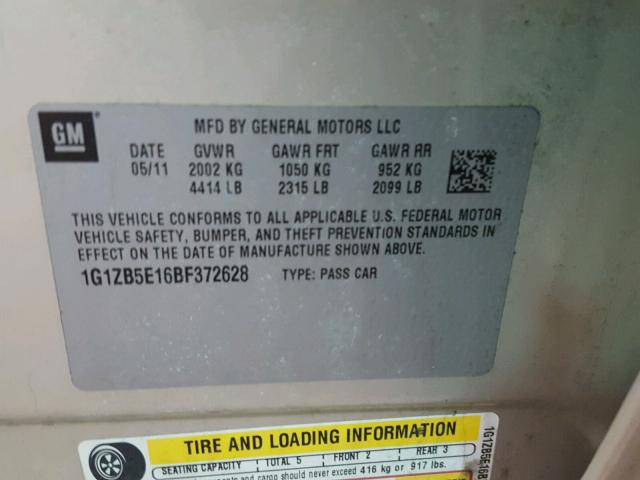 GM
MFD BY GENERAL MOTORS LLC
DATE GVWR GAWR FRT GAWR RR
05/11 2002 KG 1050 KG 952 KG
4414 LB 2315 LB 2099 LB
THIS VEHICLE CONFORMS TO ALL APPLICABLE U.S. FEDERAL MOTOR
VEHICLE SAFETY, BUMPER, AND THEFT PREVENTION STANDARDS IN
EFFECT ON THE DATE OF MANUFACTURE SHOWN ABOVE.
1G1ZB5E16BF372628 TYPE: PASS CAR
TIRE AND LOADING INFORMATION
SEATING CAPACITY TOTAL 5 FRONT 2 REAR 3
and cargo should never exceed 416 kg or 917 lbs.
1G1ZB5E16B